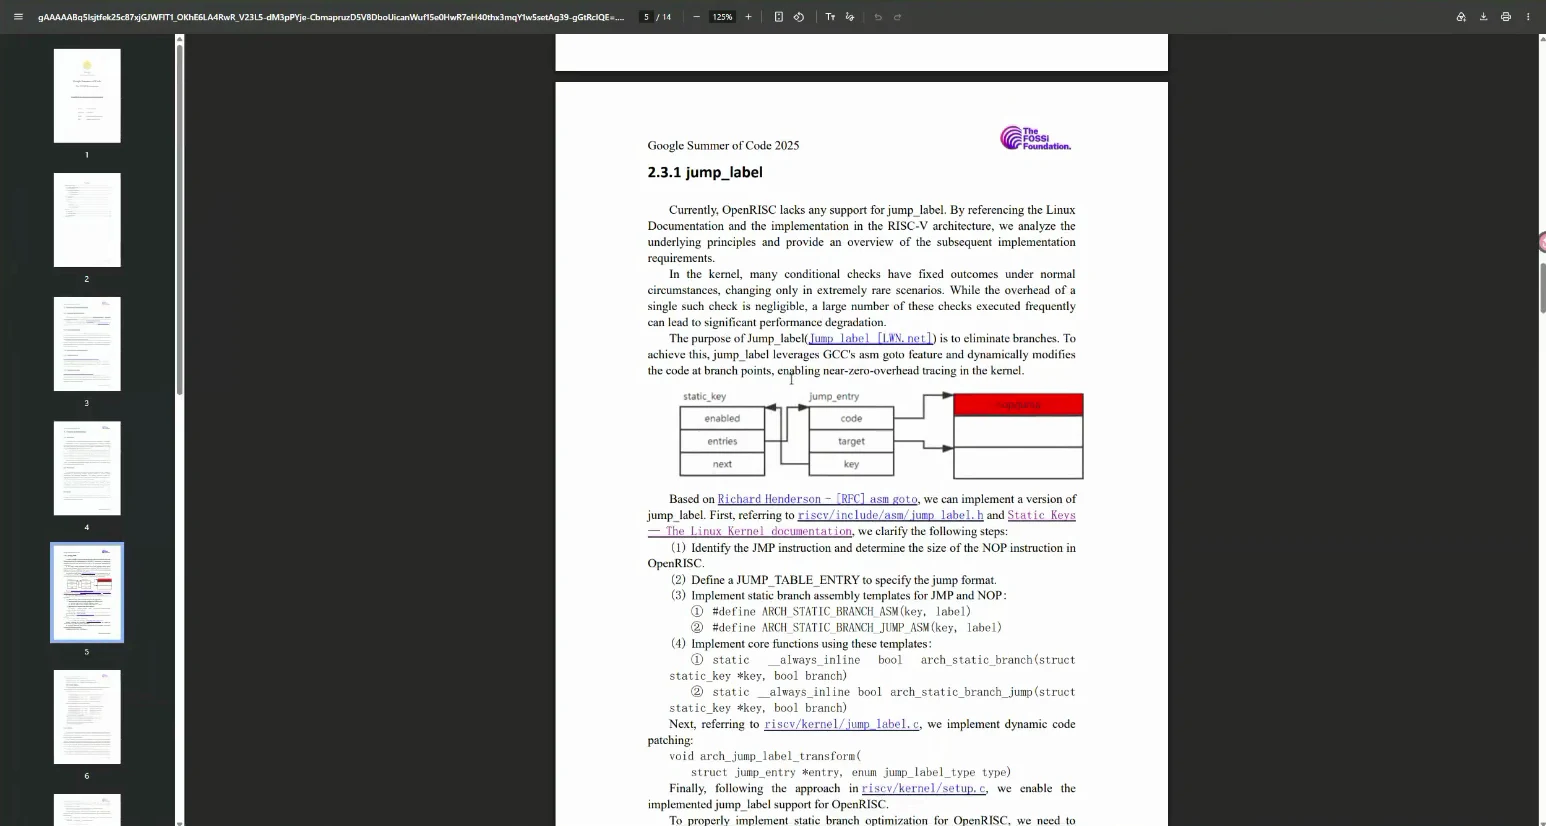 5 / 14
125%
Google Summer of Code 2025
The
FOSSi
Foundation.
2.3.1 jump_label
Currently, OpenRISC lacks any support for jump_label. By referencing the Linux
Documentation and the implementation in the RISC-V architecture, we analyze the
underlying principles and provide an overview of the subsequent implementation
requirements.
In the kernel, many conditional checks have fixed outcomes under normal
circumstances, changing only in extremely rare scenarios. While the overhead of a
single such check is negligible, a large number of these checks executed frequently
can lead to significant performance degradation.
The purpose of Jump_label(Jump label [LWN.net]) is to eliminate branches. To
achieve this, jump_label leverages GCC's asm goto feature and dynamically modifies
the code at branch points, enabling near-zero-overhead tracing in the kernel.
static_key
jump_entry
enabled
code
entries
target
next
key
Based on Richard Henderson - [RFC] asm goto, we can implement a version of
jump_label. First, referring to riscv/include/asm/jump_label.h and Static Keys
— The Linux Kernel documentation, we clarify the following steps:
(1) Identify the JMP instruction and determine the size of the NOP instruction in
OpenRISC.
(2) Define a JUMP_TABLE_ENTRY to specify the jump format.
(3) Implement static branch assembly templates for JMP and NOP:
① #define ARCH_STATIC_BRANCH_ASM(key, label)
② #define ARCH_STATIC_BRANCH_JUMP_ASM(key, label)
(4) Implement core functions using these templates:
① static __always_inline bool arch_static_branch(struct
static_key *key, bool branch)
② static __always_inline bool arch_static_branch_jump(struct
static_key *key, bool branch)
Next, referring to riscv/kernel/jump_label.c, we implement dynamic code
patching:
void arch_jump_label_transform(
struct jump_entry *entry, enum jump_label_type type)
Finally, following the approach in riscv/kernel/setup.c, we enable the
implemented jump_label support for OpenRISC.
To properly implement static branch optimization for OpenRISC, we need to
1
2
3
4
5
6